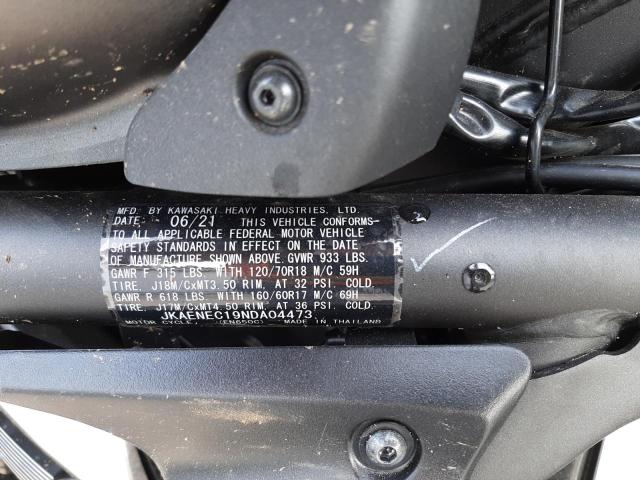 MFD. BY KAWASAKI HEAVY INDUSTRIES, LTD.
DATE: 06/21 THIS VEHICLE CONFORMS
TO ALL APPLICABLE FEDERAL MOTOR VEHICLE
SAFETY STANDARDS IN EFFECT ON THE DATE
OF MANUFACTURE SHOWN ABOVE. GVWR 933 LBS.
GAWR F 315 LBS. WITH 120/70R18 M/C 59H
TIRE, J18M/CxMT3.50 RIM, AT 32 PSI. COLD.
GAWR R 618 LBS. WITH 160/60R17 M/C 69H
TIRE, J17M/CxMT4.50 RIM, AT 36 PSI. COLD.
JKAENEC19NDA04473
MOTOR CYCLE, (EN650C) MADE IN THAILAND